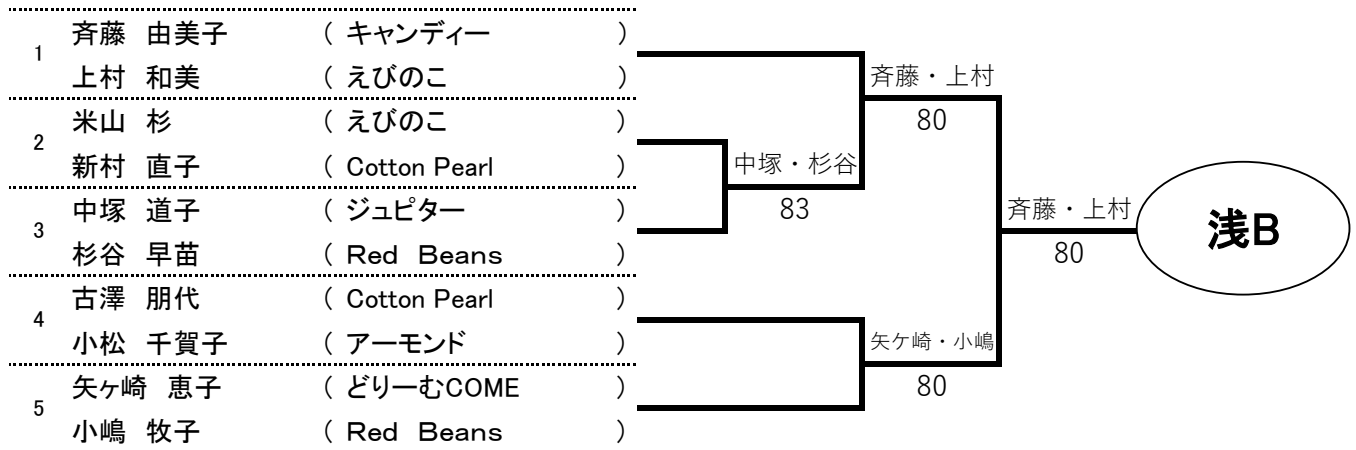 1
斉藤 由美子 ( キャンディー )
上村 和美 ( えびのこ )
2
米山 杉 ( えびのこ )
新村 直子 ( Cotton Pearl )
3
中塚 道子 ( ジュピター )
杉谷 早苗 ( Red Beans )
4
古澤 朋代 ( Cotton Pearl )
小松 千賀子 ( アーモンド )
5
矢ヶ崎 恵子 ( どりーむCOME )
小嶋 牧子 ( Red Beans )
中塚・杉谷
83
斉藤・上村
80
矢ケ崎・小嶋
80
斉藤・上村
80
浅B